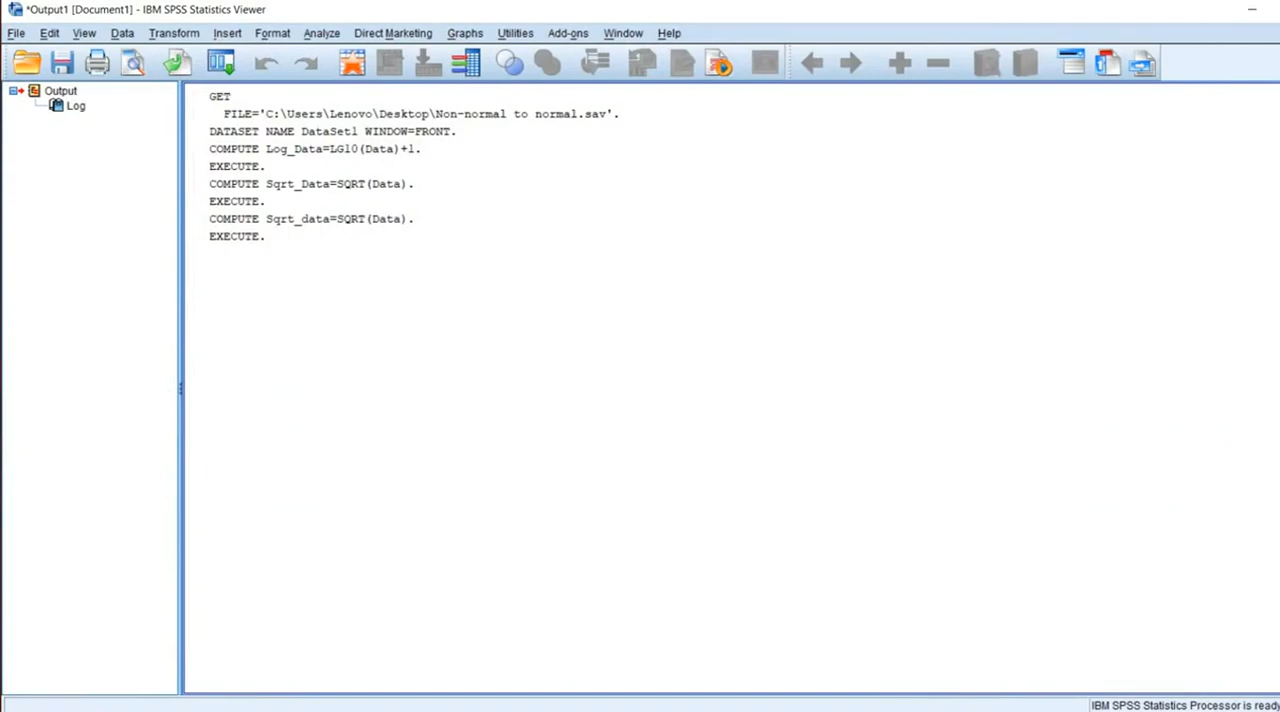 *Output1 [Document1] - IBM SPSS Statistics Viewer
File Edit View Data Transform Insert Format Analyze Direct Marketing Graphs Utilities Add-ons Window Help
Output
Log
GET
FILE='C:\Users\Lenovo\Desktop\Non-normal to normal.sav'.
DATASET NAME DataSet1 WINDOW=FRONT.
COMPUTE Log_Data=LG10(Data)+1.
EXECUTE.
COMPUTE Sqrt_Data=SQRT(Data).
EXECUTE.
COMPUTE Sqrt_data=SQRT(Data).
EXECUTE.
IBM SPSS Statistics Processor is ready